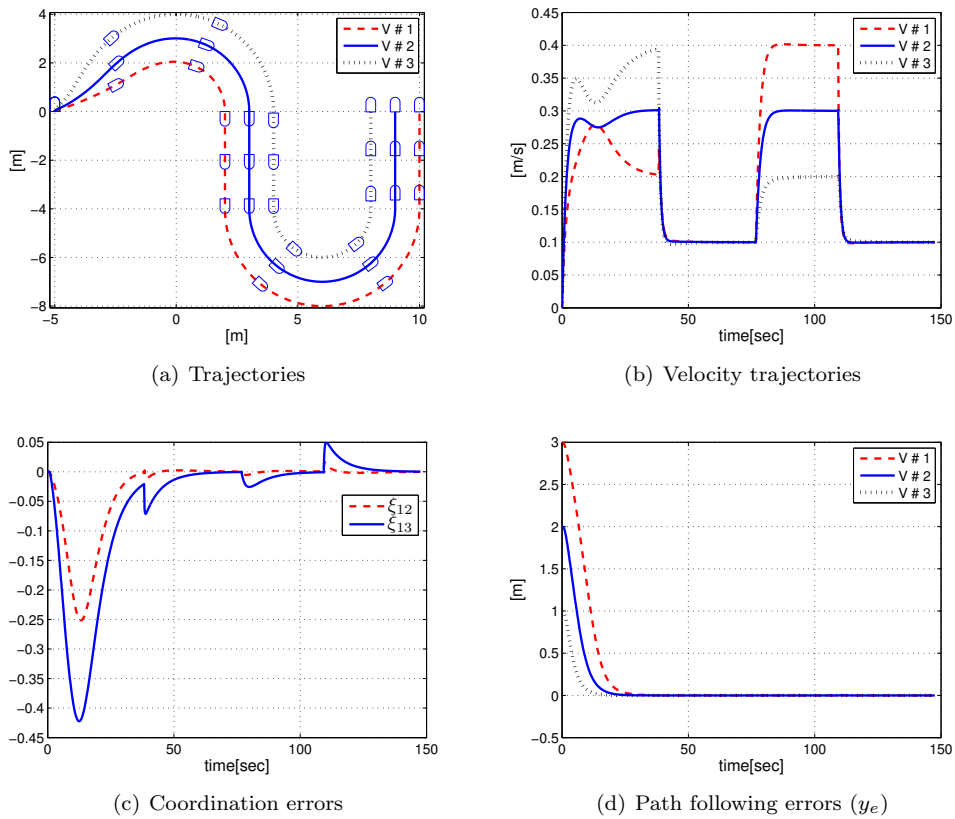 4
2
0
−2
−4
−6
−8
−5
0
5
10
[m]
[m]
V # 1
V # 2
V # 3
(a) Trajectories
0.45
0.4
0.35
0.3
0.25
0.2
0.15
0.1
0.05
0
0
50
100
150
[m/s]
time[sec]
V # 1
V # 2
V # 3
(b) Velocity trajectories
0.05
0
−0.05
−0.1
−0.15
−0.2
−0.25
−0.3
−0.35
−0.4
−0.45
0
50
100
150
time[sec]
ξ12
ξ13
(c) Coordination errors
3
2.5
2
1.5
1
0.5
0
−0.5
0
50
100
150
[m]
time[sec]
V # 1
V # 2
V # 3
(d) Path following errors (ye)